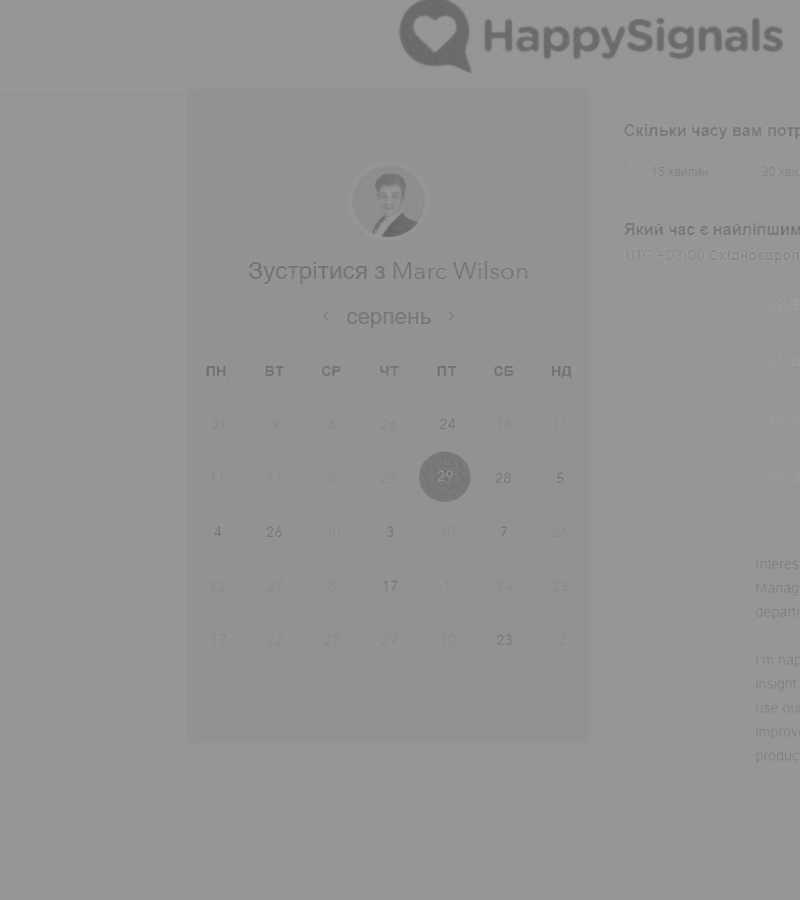 HappySignals
Зустрітися з Marc Wilson
‹ серпень ›
ПН ВТ СР ЧТ ПТ СБ НД
31 9 6 26 24 18 11
11 11 3 27 29 28 5
4 26 30 3 10 7 26
22 27 8 17 1 24 25
17 22 27 29 10 23 2
Скільки часу вам потр
15 хвилин 30 хви
Який час є найліпшим
UTC +03:00 Східноєвроп
Interes
Manag
departm
I'm hap
insight
use ou
improve
produc